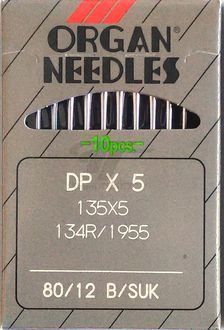 ORGAN®
NEEDLES
-10pcs.-
DP X 5
135X5
134R/1955
80/12 B/SUK